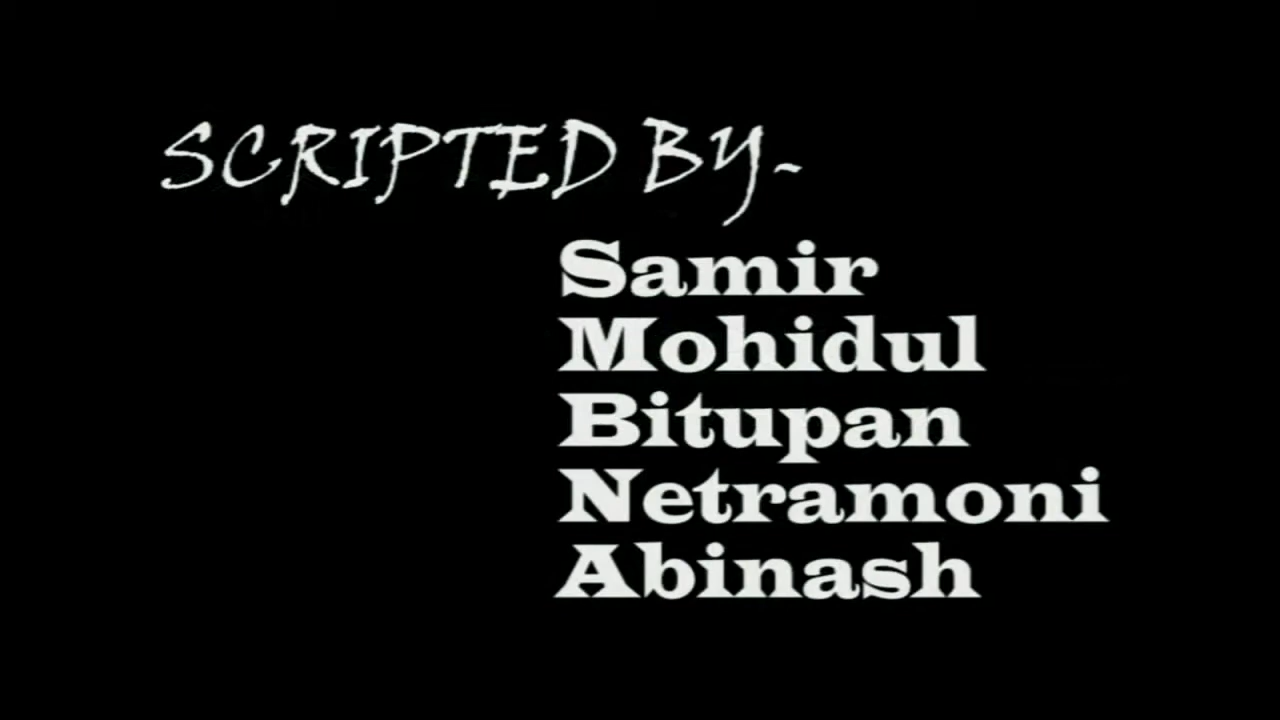 SCRIPTED BY-
Samir
Mohidul
Bitupan
Netramoni
Abinash